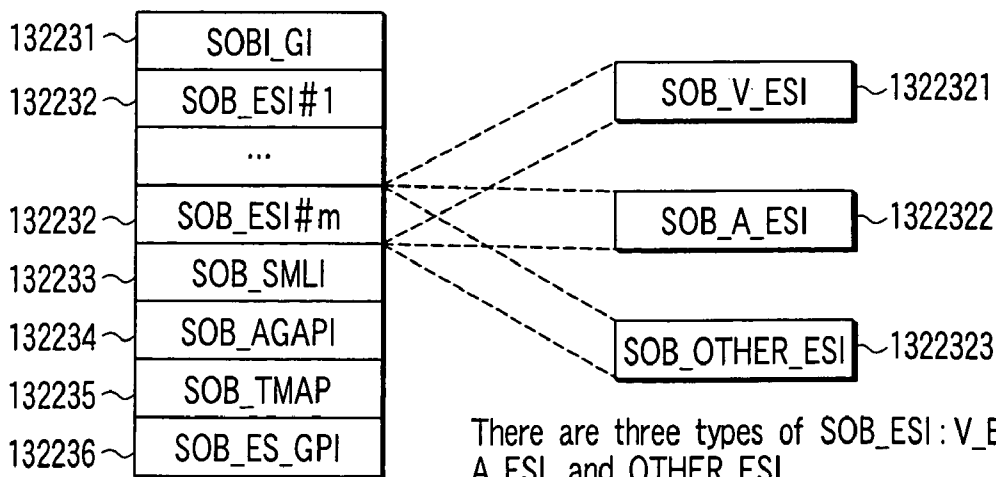 132231 SOBI_GI
132232 SOB_ESI#1
...
132232 SOB_ESI#m
132233 SOB_SMLI
132234 SOB_AGAPI
132235 SOB_TMAP
132236 SOB_ES_GPI
SOB_V_ESI 1322321
SOB_A_ESI 1322322
SOB_OTHER_ESI 1322323
There are three types of SOB_ESI: